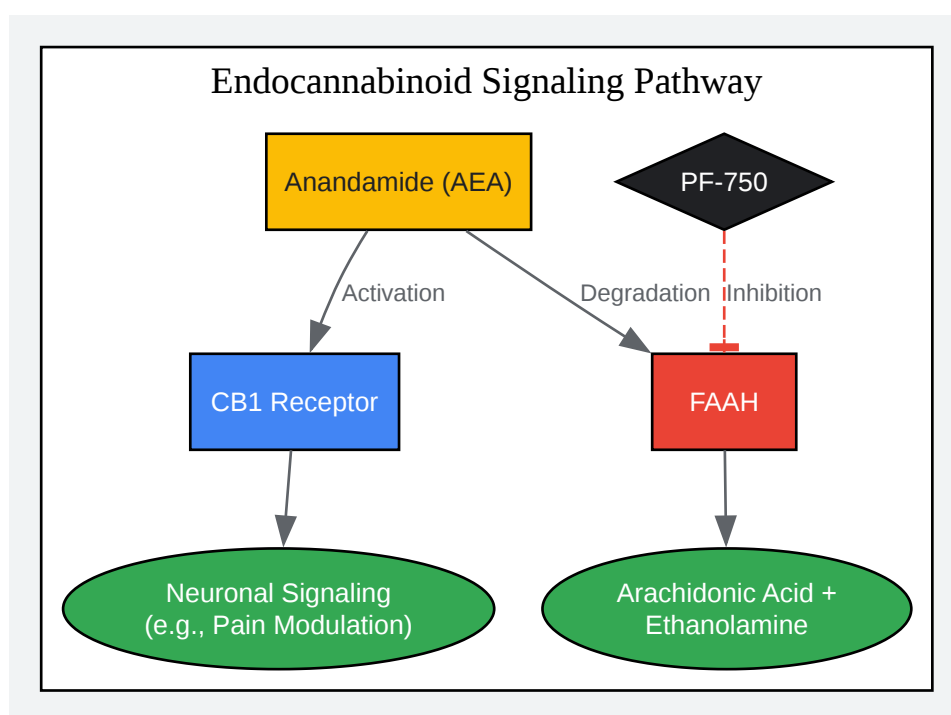 Endocannabinoid Signaling Pathway
Anandamide (AEA)
PF-750
Activation
Degradation
Inhibition
CB1 Receptor
FAAH
Neuronal Signaling
(e.g., Pain Modulation)
Arachidonic Acid +
Ethanolamine